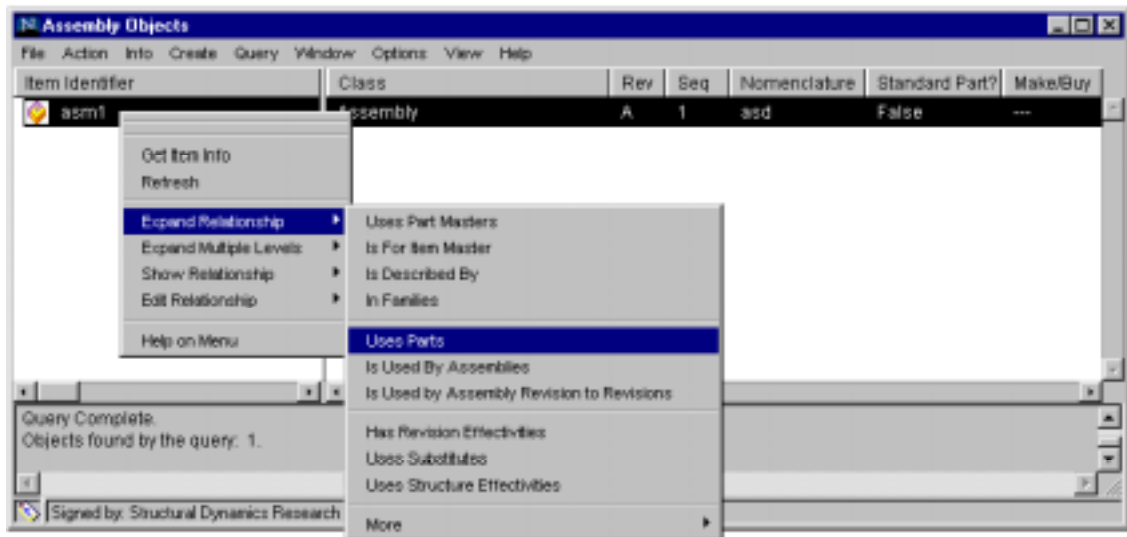 Assembly Objects
File Action Info Create Query Window Options View Help
Item Identifier Class Rev Seq Nomenclature Standard Part? Make/Buy
asm1 Assembly A 1 asd False ---
Get Item Info
Refresh
Expand Relationship
Expand Multiple Levels
Show Relationship
Edit Relationship
Help on Menu
Uses Part Masters
Is For Item Master
Is Described By
In Families
Uses Parts
Is Used By Assemblies
Is Used by Assembly Revision to Revisions
Has Revision Effectivities
Uses Substitutes
Uses Structure Effectivities
More
Query Complete.
Objects found by the query: 1.
Signed by: Structural Dynamics Research